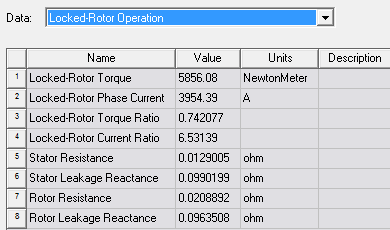 Data: Locked-Rotor Operation
Name Value Units Description
1 Locked-Rotor Torque 5856.08 NewtonMeter
2 Locked-Rotor Phase Current 3954.39 A
3 Locked-Rotor Torque Ratio 0.742077
4 Locked-Rotor Current Ratio 6.53139
5 Stator Resistance 0.0129005 ohm
6 Stator Leakage Reactance 0.0990199 ohm
7 Rotor Resistance 0.0208892 ohm
8 Rotor Leakage Reactance 0.0963508 ohm